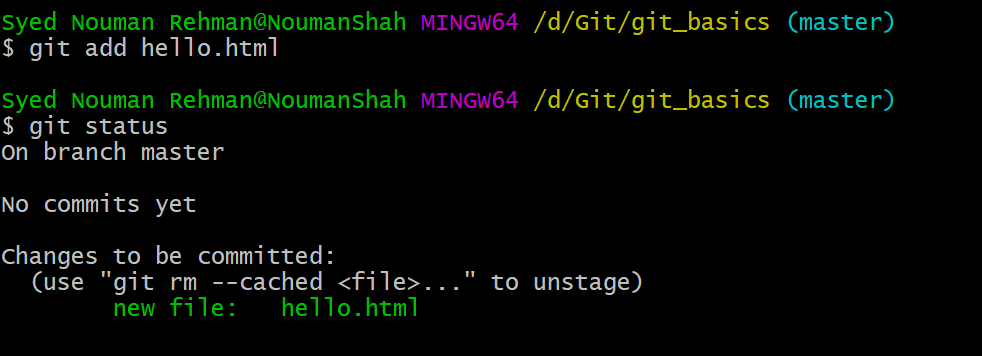 Syed Nouman Rehman@NoumanShah MINGW64 /d/Git/git_basics (master)
$ git add hello.html
Syed Nouman Rehman@NoumanShah MINGW64 /d/Git/git_basics (master)
$ git status
On branch master
No commits yet
Changes to be committed:
  (use "git rm --cached <file>..." to unstage)
        new file:   hello.html